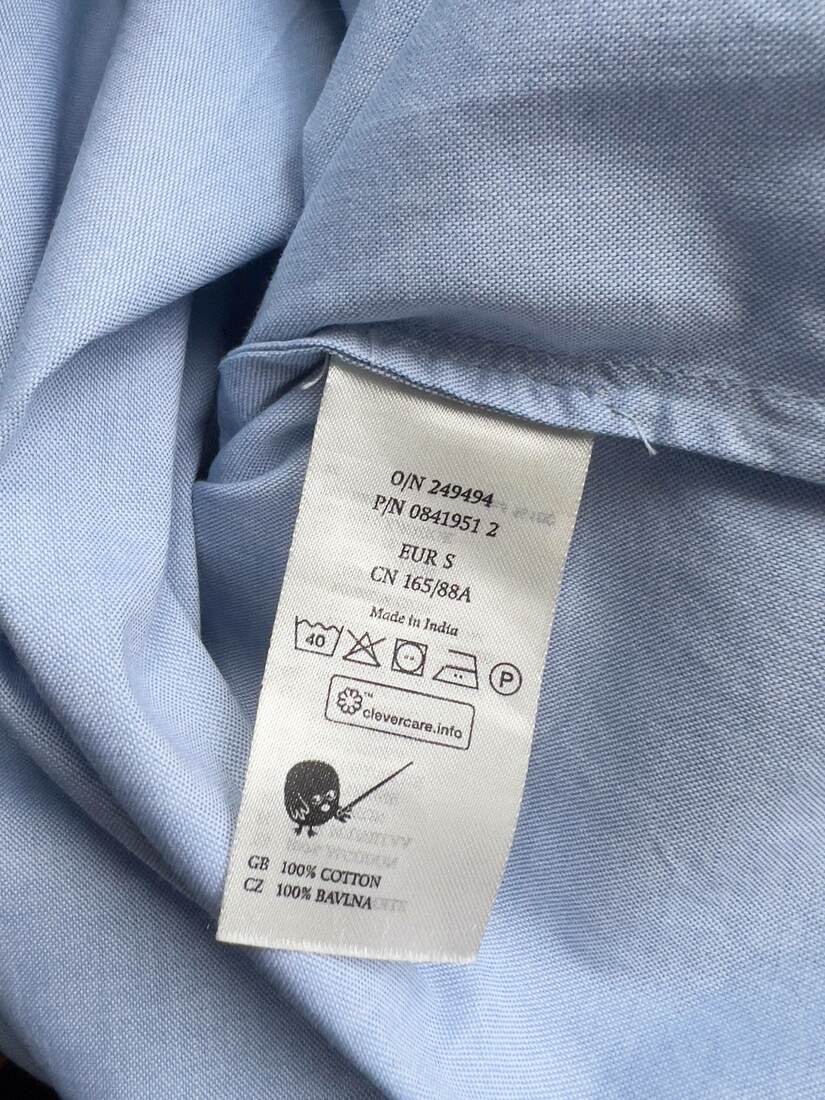 O/N 249494
P/N 0841951 2
EUR S
CN 165/88A
Made in India
40
P
™
clevercare.info
GB 100% COTTON
CZ 100% BAVLNA